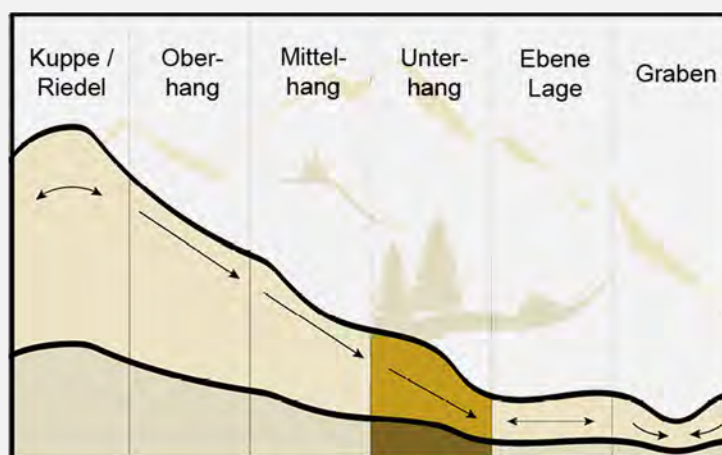 Kuppe /
Riedel
Ober-
hang
Mittel-
hang
Unter-
hang
Ebene
Lage
Graben